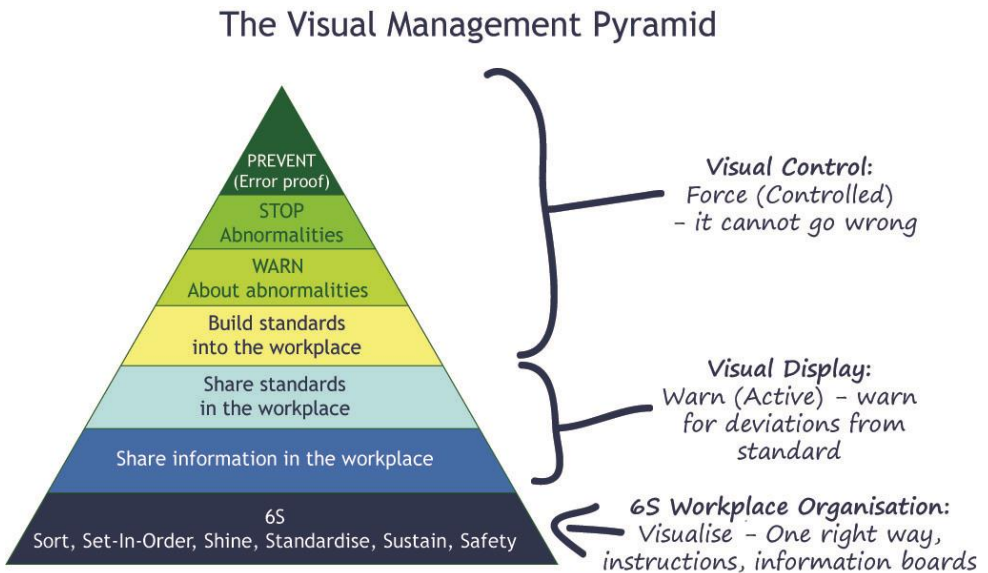 The Visual Management Pyramid
PREVENT
(Error proof)
STOP
Abnormalities
WARN
About abnormalities
Build standards
into the workplace
Share standards
in the workplace
Share information in the workplace
6S
Sort, Set-In-Order, Shine, Standardise, Sustain, Safety
Visual Control:
Force (Controlled)
- it cannot go wrong
Visual Display:
Warn (Active) - warn
for deviations from
standard
6S Workplace Organisation:
Visualise - One right way,
instructions, information boards